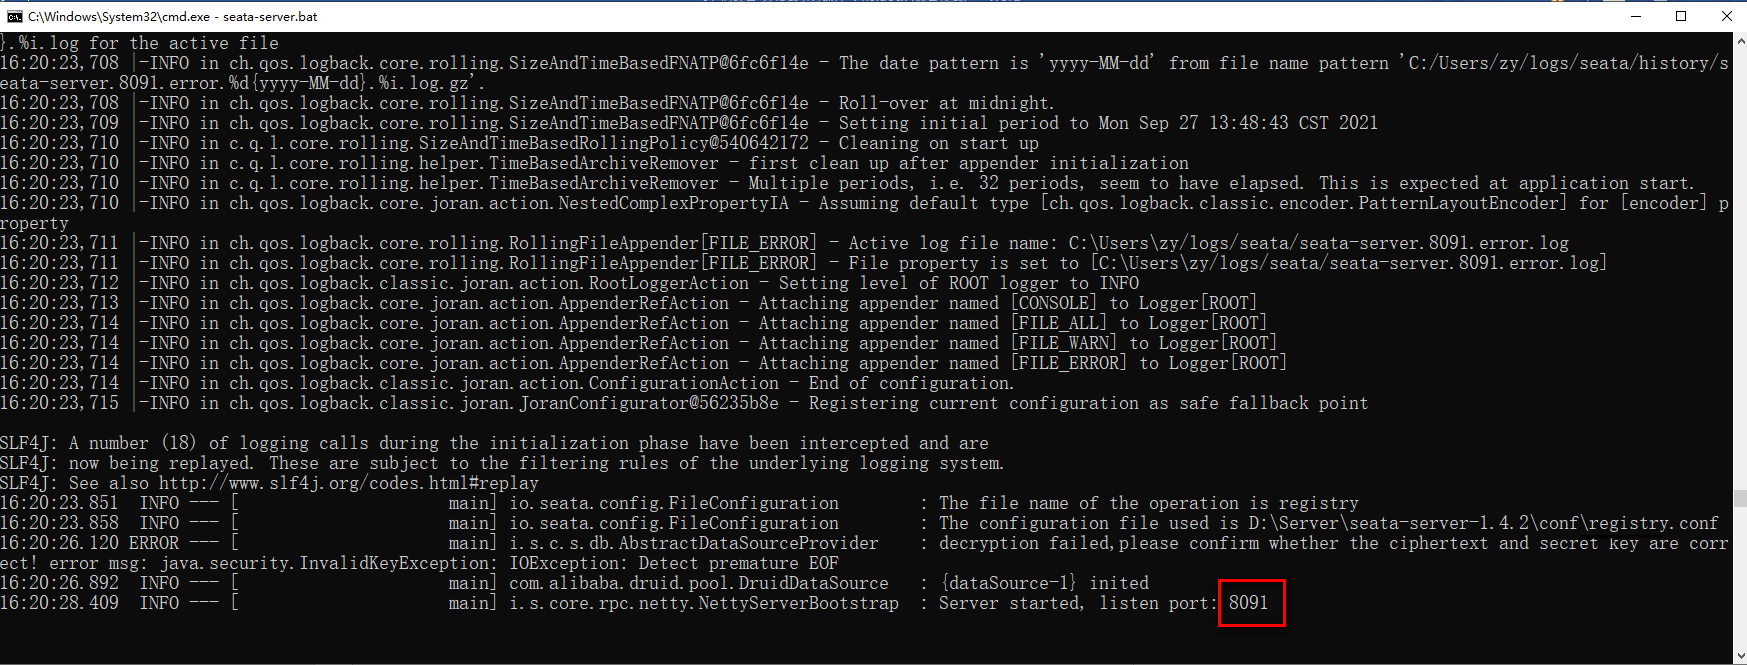 C:\Windows\System32\cmd.exe - seata-server.bat
}.%i.log for the active file
16:20:23,708 |-INFO in ch.qos.logback.core.rolling.SizeAndTimeBasedFNATP@6fc6f14e - The date pattern is 'yyyy-MM-dd' from file name pattern 'C:/Users/zy/logs/seata/history/s
eata-server.8091.error.%d{yyyy-MM-dd}.%i.log.gz'.
16:20:23,708 |-INFO in ch.qos.logback.core.rolling.SizeAndTimeBasedFNATP@6fc6f14e - Roll-over at midnight.
16:20:23,709 |-INFO in ch.qos.logback.core.rolling.SizeAndTimeBasedFNATP@6fc6f14e - Setting initial period to Mon Sep 27 13:48:43 CST 2021
16:20:23,710 |-INFO in c.q.l.core.rolling.SizeAndTimeBasedRollingPolicy@540642172 - Cleaning on start up
16:20:23,710 |-INFO in c.q.l.core.rolling.helper.TimeBasedArchiveRemover - first clean up after appender initialization
16:20:23,710 |-INFO in c.q.l.core.rolling.helper.TimeBasedArchiveRemover - Multiple periods, i.e. 32 periods, seem to have elapsed. This is expected at application start.
16:20:23,710 |-INFO in ch.qos.logback.core.joran.action.NestedComplexPropertyIA - Assuming default type [ch.qos.logback.classic.encoder.PatternLayoutEncoder] for [encoder] p
roperty
16:20:23,711 |-INFO in ch.qos.logback.core.rolling.RollingFileAppender[FILE_ERROR] - Active log file name: C:\Users\zy/logs/seata/seata-server.8091.error.log
16:20:23,711 |-INFO in ch.qos.logback.core.rolling.RollingFileAppender[FILE_ERROR] - File property is set to [C:\Users\zy/logs/seata/seata-server.8091.error.log]
16:20:23,712 |-INFO in ch.qos.logback.classic.joran.action.RootLoggerAction - Setting level of ROOT logger to INFO
16:20:23,713 |-INFO in ch.qos.logback.core.joran.action.AppenderRefAction - Attaching appender named [CONSOLE] to Logger[ROOT]
16:20:23,714 |-INFO in ch.qos.logback.core.joran.action.AppenderRefAction - Attaching appender named [FILE_ALL] to Logger[ROOT]
16:20:23,714 |-INFO in ch.qos.logback.core.joran.action.AppenderRefAction - Attaching appender named [FILE_WARN] to Logger[ROOT]
16:20:23,714 |-INFO in ch.qos.logback.core.joran.action.AppenderRefAction - Attaching appender named [FILE_ERROR] to Logger[ROOT]
16:20:23,714 |-INFO in ch.qos.logback.classic.joran.action.ConfigurationAction - End of configuration.
16:20:23,715 |-INFO in ch.qos.logback.classic.joran.JoranConfigurator@56235b8e - Registering current configuration as safe fallback point
SLF4J: A number (18) of logging calls during the initialization phase have been intercepted and are
SLF4J: now being replayed. These are subject to the filtering rules of the underlying logging system.
SLF4J: See also http://www.slf4j.org/codes.html#replay
16:20:23.851  INFO --- [                     main] io.seata.config.FileConfiguration        : The file name of the operation is registry
16:20:23.858  INFO --- [                     main] io.seata.config.FileConfiguration        : The configuration file used is D:\Server\seata-server-1.4.2\conf\registry.conf
16:20:26.120 ERROR --- [                     main] i.s.c.s.db.AbstractDataSourceProvider    : decryption failed,please confirm whether the ciphertext and secret key are corr
ect! error msg: java.security.InvalidKeyException: IOException: Detect premature EOF
16:20:26.892  INFO --- [                     main] com.alibaba.druid.pool.DruidDataSource   : {dataSource-1} inited
16:20:28.409  INFO --- [                     main] i.s.core.rpc.netty.NettyServerBootstrap  : Server started, listen port: 8091